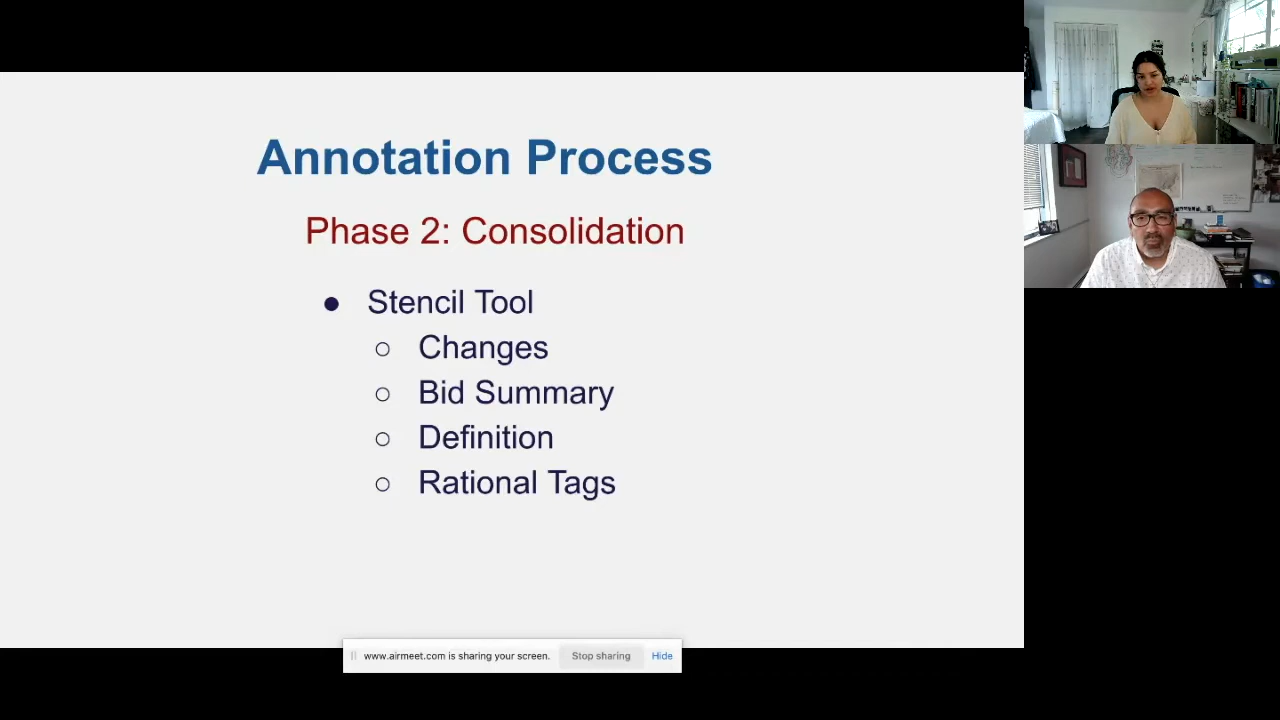 Annotation Process
Phase 2: Consolidation
● Stencil Tool
○ Changes
○ Bid Summary
○ Definition
○ Rational Tags
www.airmeet.com is sharing your screen. Stop sharing Hide